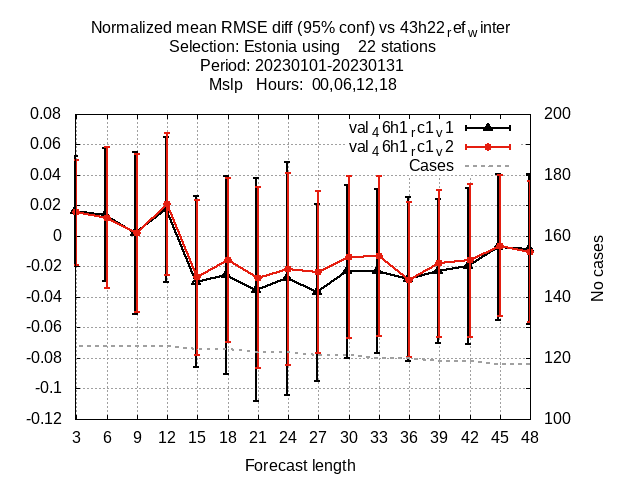 Normalized mean RMSE diff (95% conf) vs 43h22refwinter
Selection: Estonia using 22 stations
Period: 20230101-20230131
Mslp Hours: 00,06,12,18
0.08 200
val46h1rc1v1
0.06
val46h1rc1v2
Cases
0.04 180
0.02
0 160
-0.02
-0.04 140
-0.06
-0.08 120
-0.1
-0.12 100
No cases
3 6 9 12 15 18 21 24 27 30 33 36 39 42 45 48
Forecast length